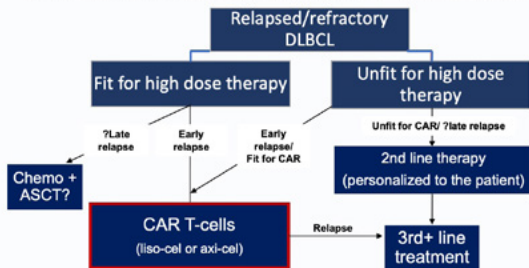 Relapsed/refractory
DLBCL
Fit for high dose therapy
Unfit for high dose
therapy
?Late
relapse
Early
relapse
Early
relapse/
Fit for CAR
Unfit for CAR/ ?late relapse
Chemo +
ASCT?
2nd line therapy
(personalized to the patient)
CAR T-cells
(liso-cel or axi-cel)
Relapse
3rd+ line
treatment